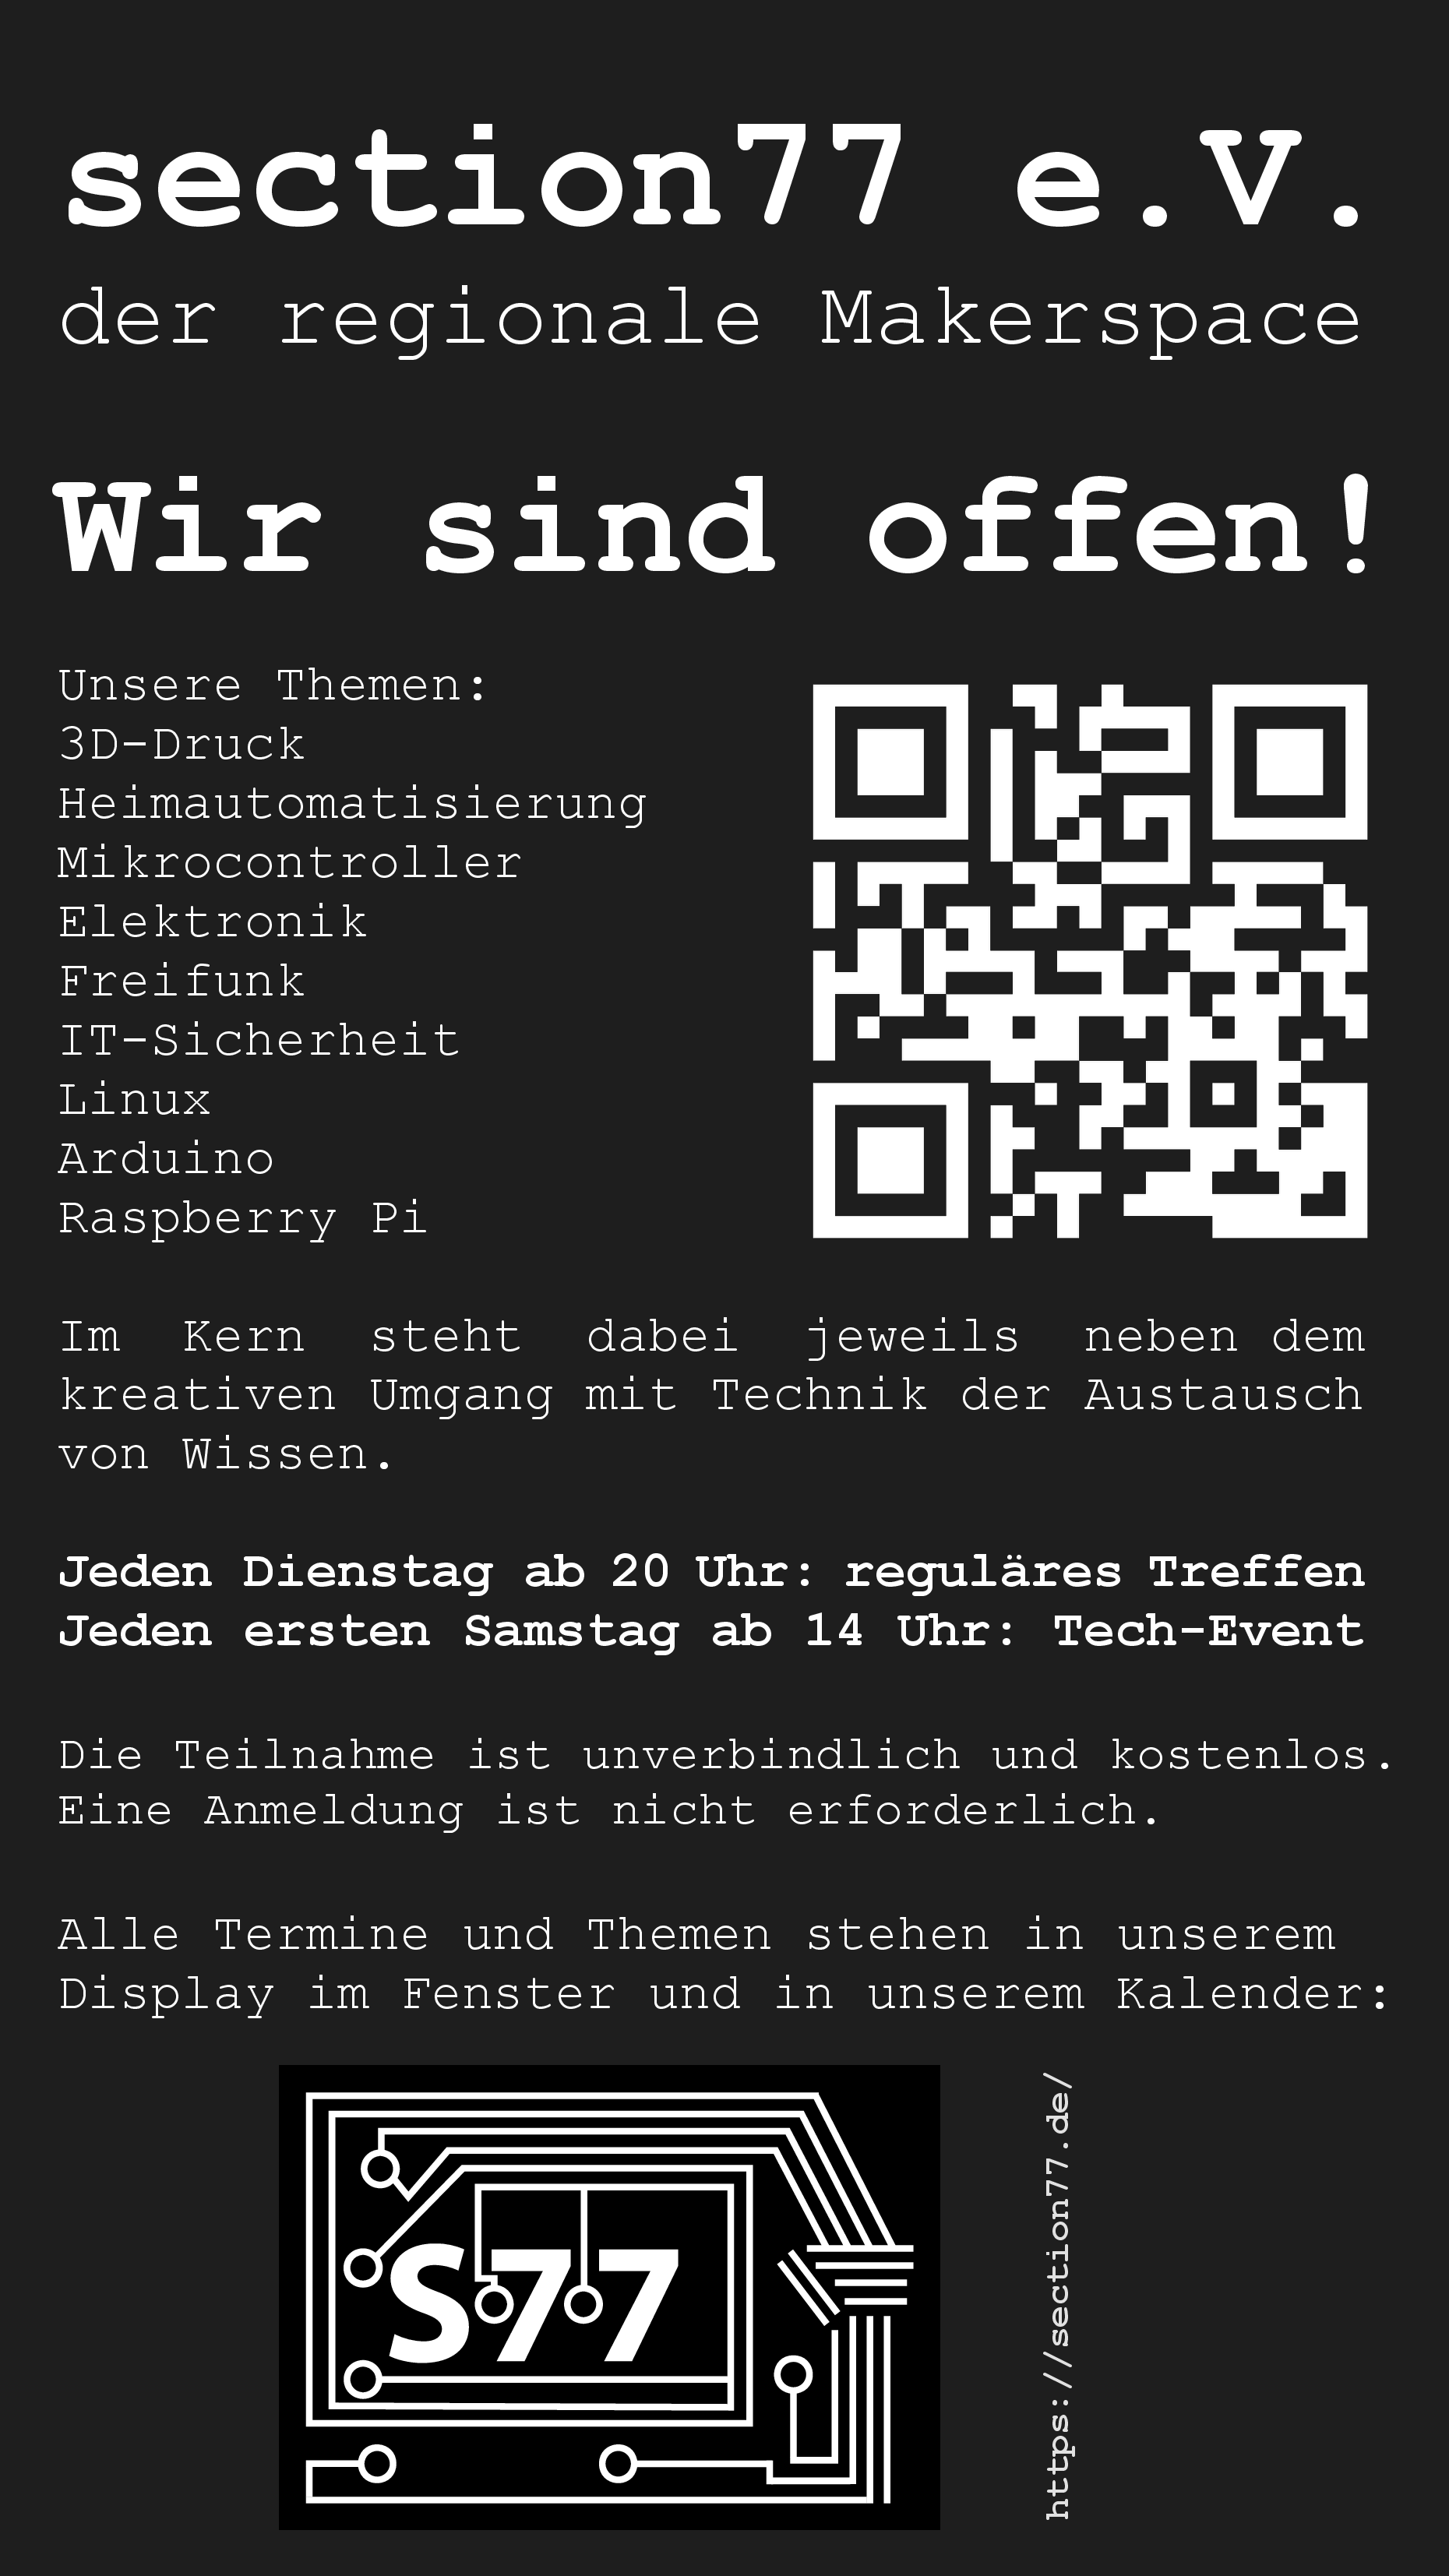 section77 e.V.
der regionale Makerspace
Wir sind offen!
Unsere Themen:
3D-Druck
Heimautomatisierung
Mikrocontroller
Elektronik
Freifunk
IT-Sicherheit
Linux
Arduino
Raspberry Pi
Im Kern steht dabei jeweils neben dem
kreativen Umgang mit Technik der Austausch
von Wissen.
Jeden Dienstag ab 20 Uhr: reguläres Treffen
Jeden ersten Samstag ab 14 Uhr: Tech-Event
Die Teilnahme ist unverbindlich und kostenlos.
Eine Anmeldung ist nicht erforderlich.
Alle Termine und Themen stehen in unserem
Display im Fenster und in unserem Kalender:
S77
https://section77.de/